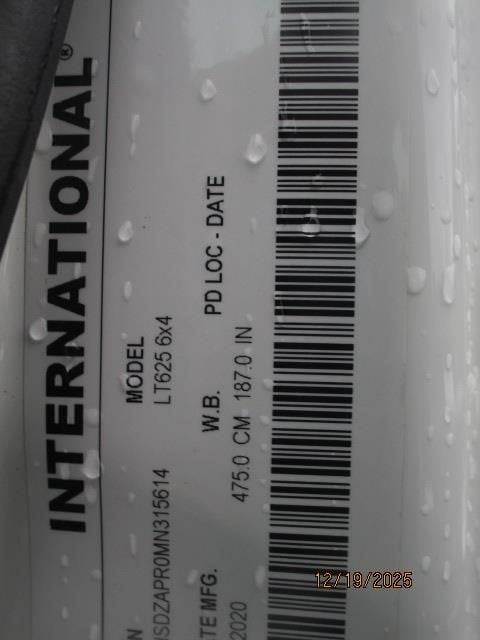 INTERNATIONAL®
MODEL
LT625 6x4
SDZAPR0MN315614
W.B.
PD LOC - DATE
475.0 CM 187.0 IN
TE MFG.
2020
12/19/2025